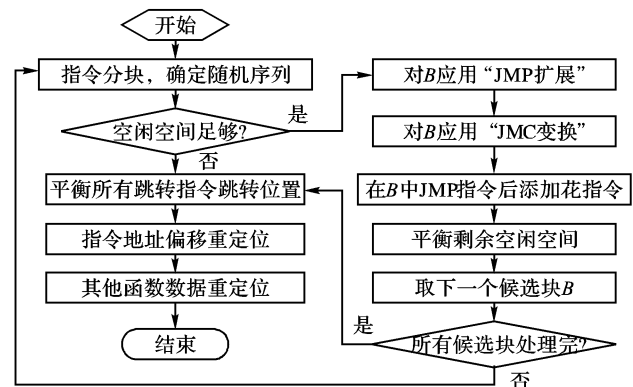 开始
指令分块，确定随机序列
空闲空间足够？
是
否
平衡所有跳转指令跳转位置
指令地址偏移重定位
其他函数数据重定位
结束
对B应用“JMP扩展”
对B应用“JMC变换”
在B中JMP指令后添加花指令
平衡剩余空闲空间
取下一个候选块B
所有候选块处理完？
是
否